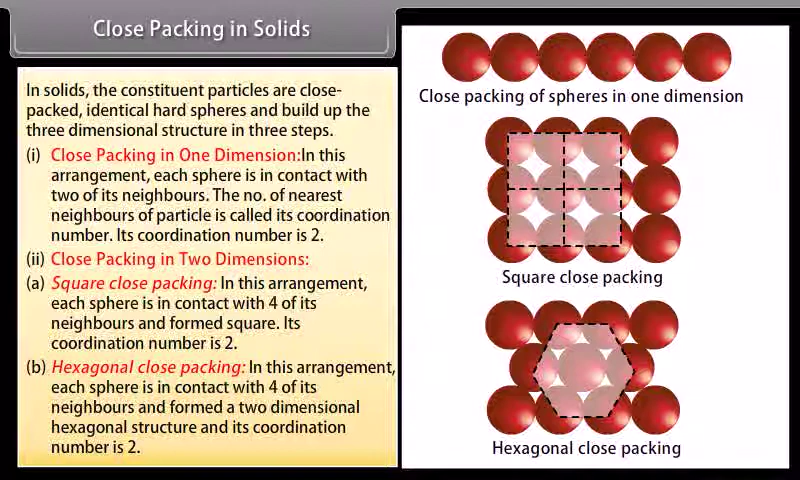 Close Packing in Solids
In solids, the constituent particles are close-
packed, identical hard spheres and build up the
three dimensional structure in three steps.
(i) Close Packing in One Dimension:In this
arrangement, each sphere is in contact with
two of its neighbours. The no. of nearest
neighbours of particle is called its coordination
number. Its coordination number is 2.
(ii) Close Packing in Two Dimensions:
(a) Square close packing: In this arrangement,
each sphere is in contact with 4 of its
neighbours and formed square. Its
coordination number is 2.
(b) Hexagonal close packing: In this arrangement,
each sphere is in contact with 4 of its
neighbours and formed a two dimensional
hexagonal structure and its coordination
number is 2.
Close packing of spheres in one dimension
Square close packing
Hexagonal close packing